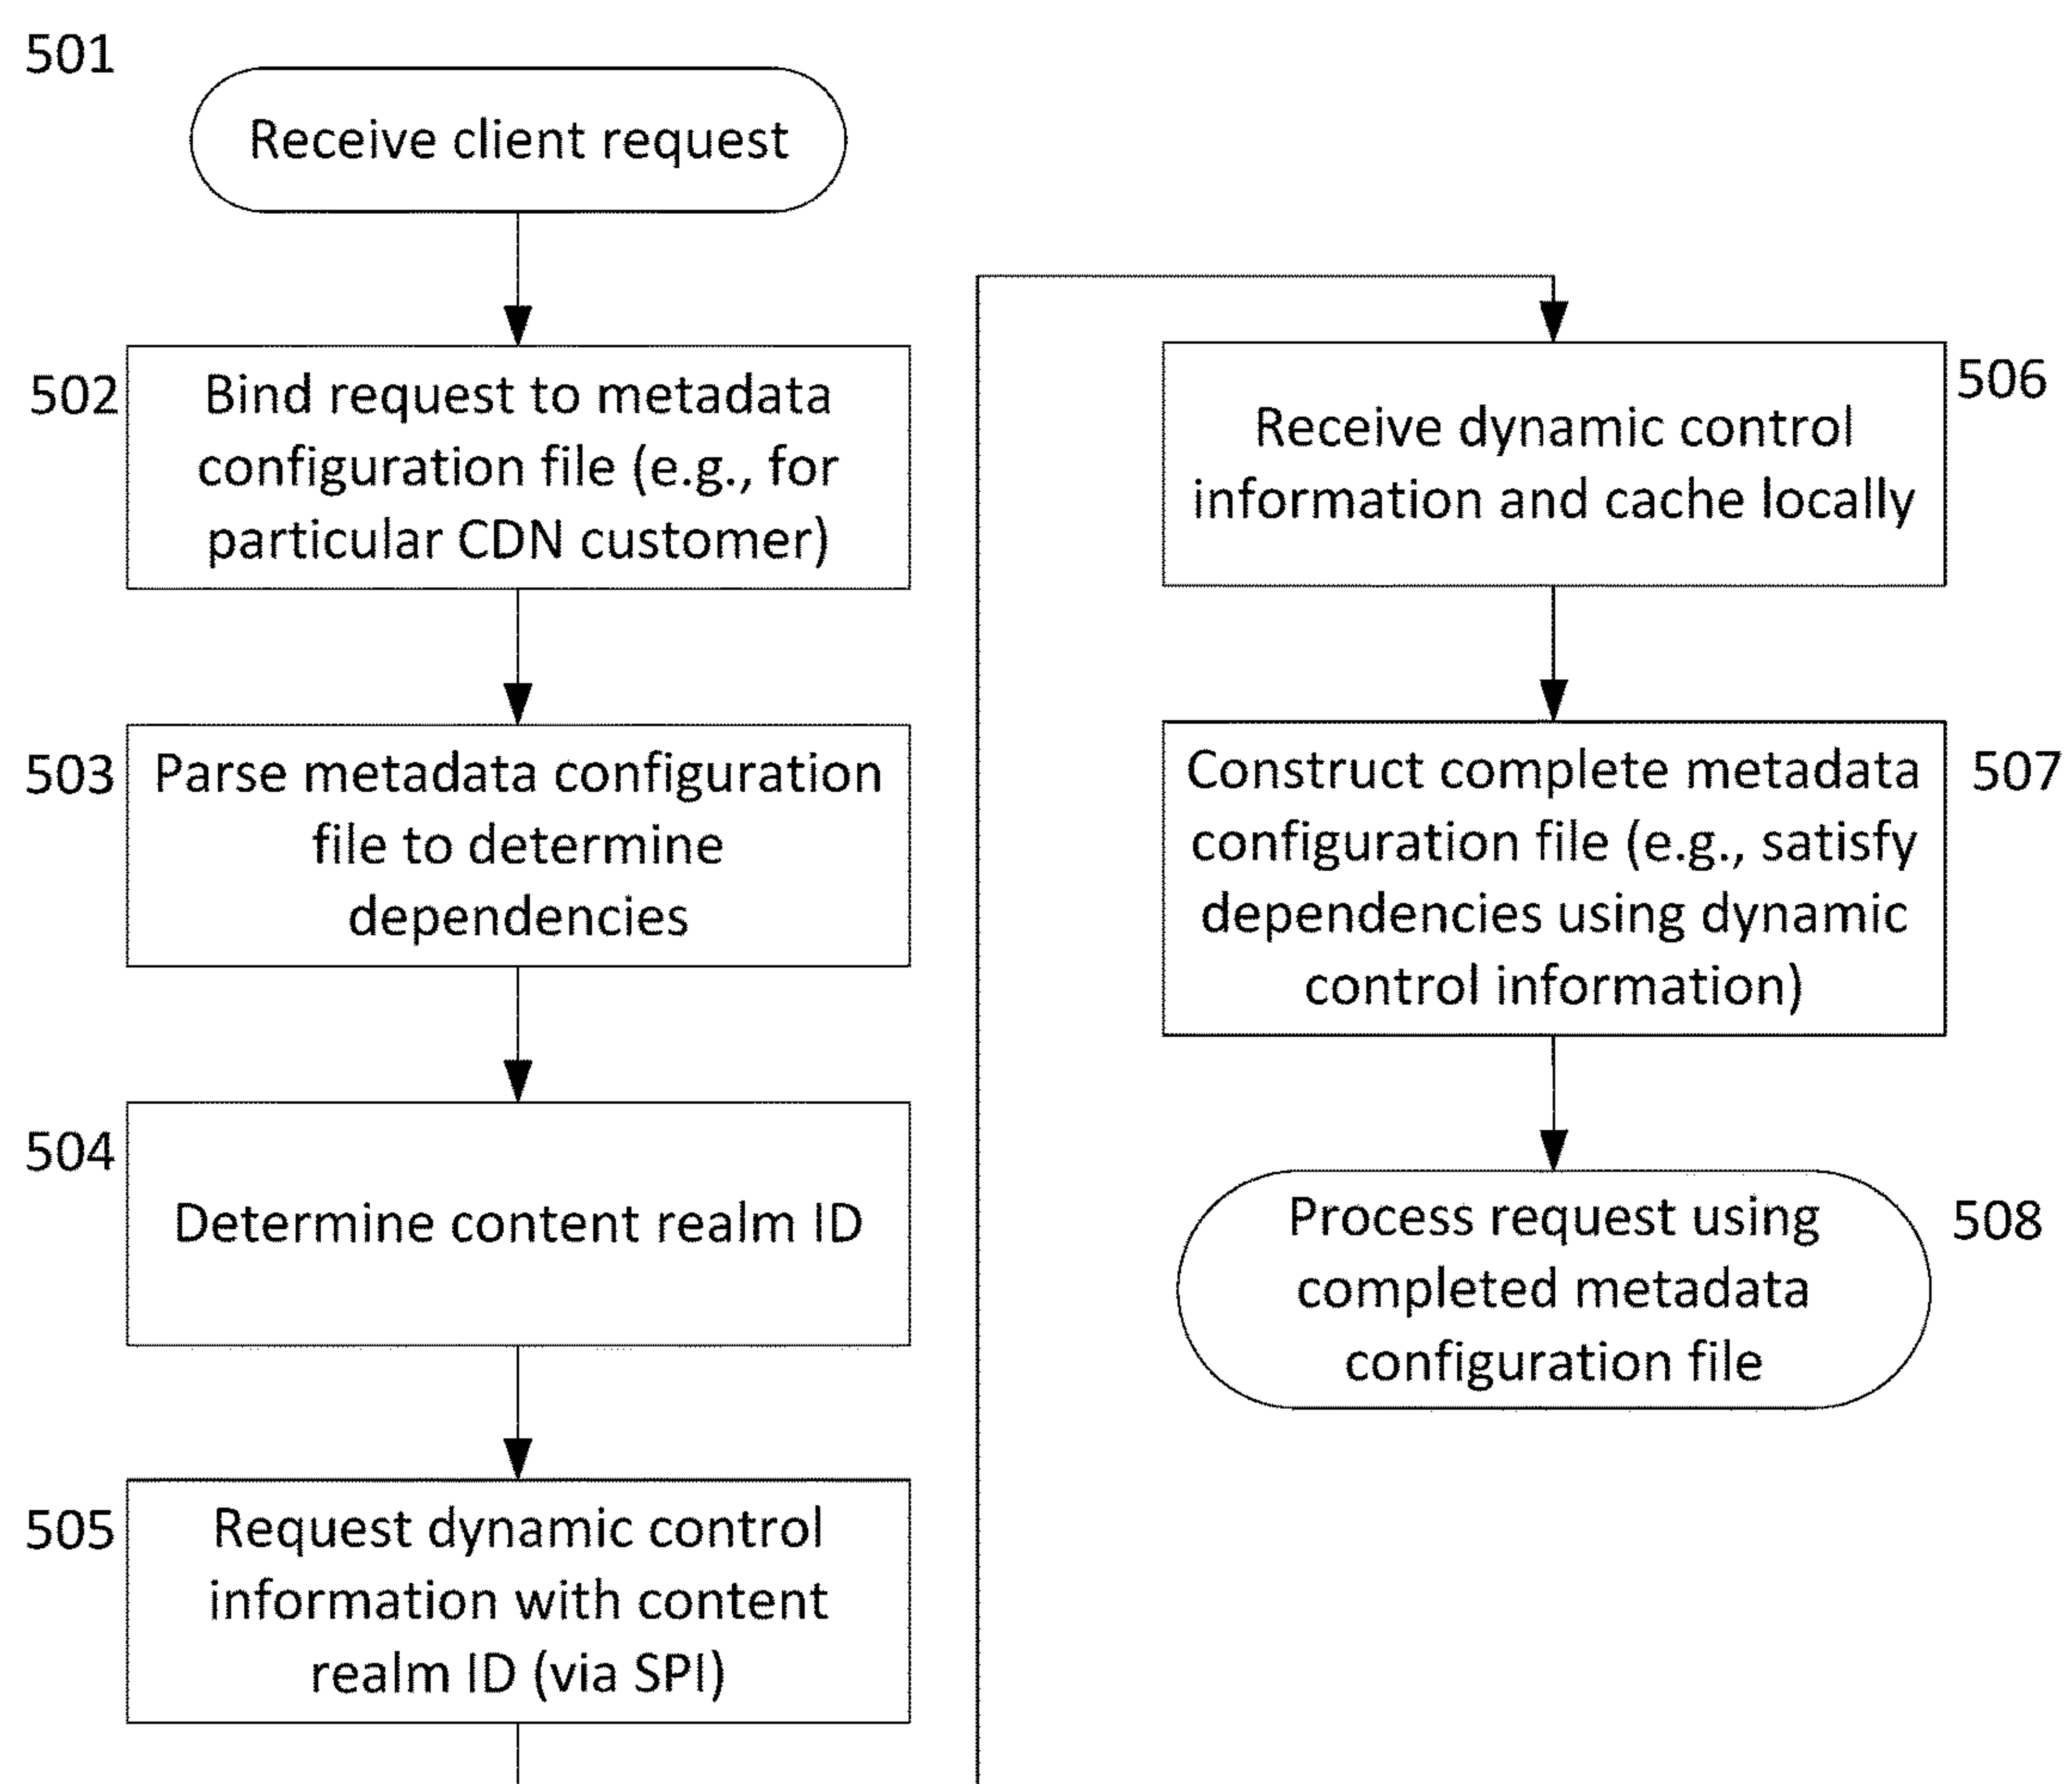 501
Receive client request
502
Bind request to metadata
configuration file (e.g., for
particular CDN customer)
503
Parse metadata configuration
file to determine
dependencies
504
Determine content realm ID
505
Request dynamic control
information with content
realm ID (via SPI)
506
Receive dynamic control
information and cache locally
507
Construct complete metadata
configuration file (e.g., satisfy
dependencies using dynamic
control information)
508
Process request using
completed metadata
configuration file